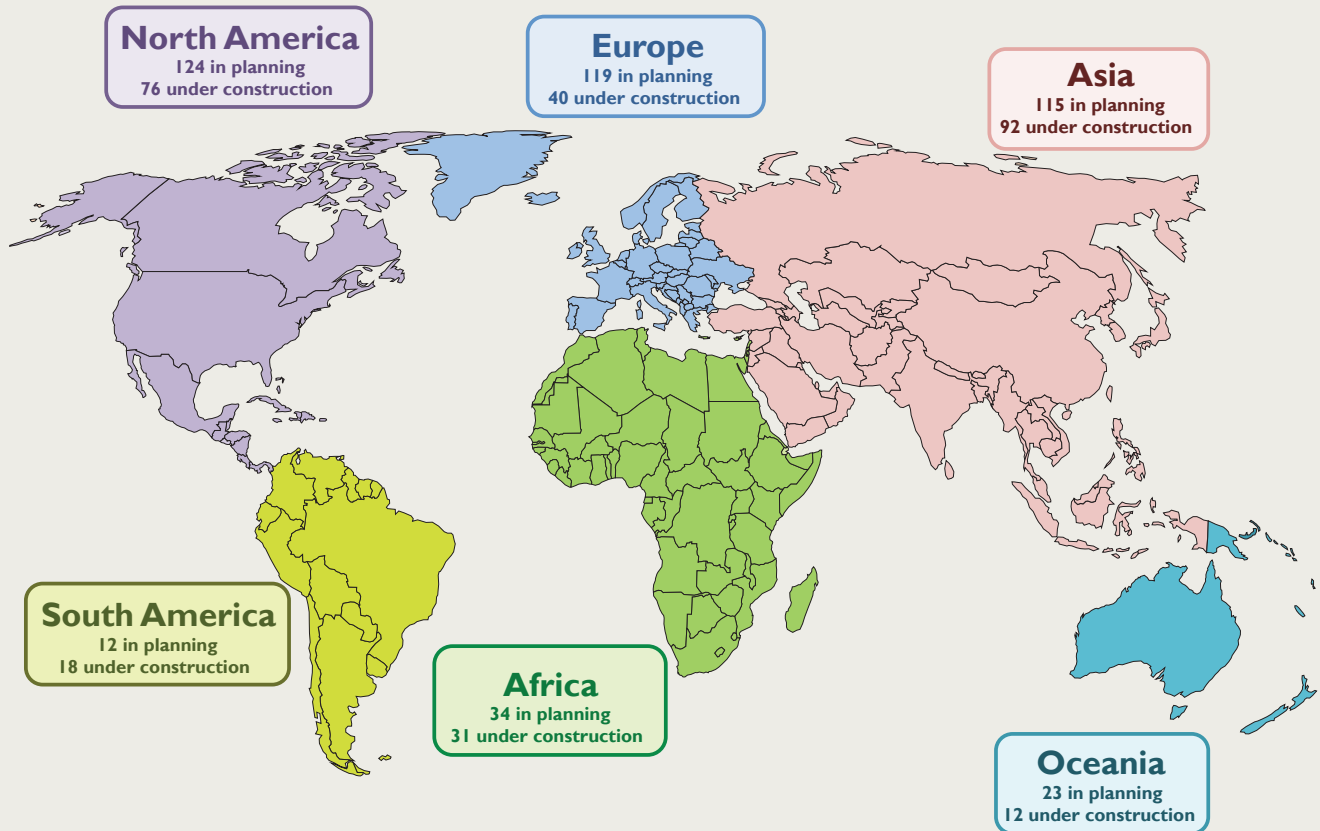 North America
124 in planning
76 under construction
Europe
119 in planning
40 under construction
Asia
115 in planning
92 under construction
South America
12 in planning
18 under construction
Africa
34 in planning
31 under construction
Oceania
23 in planning
12 under construction